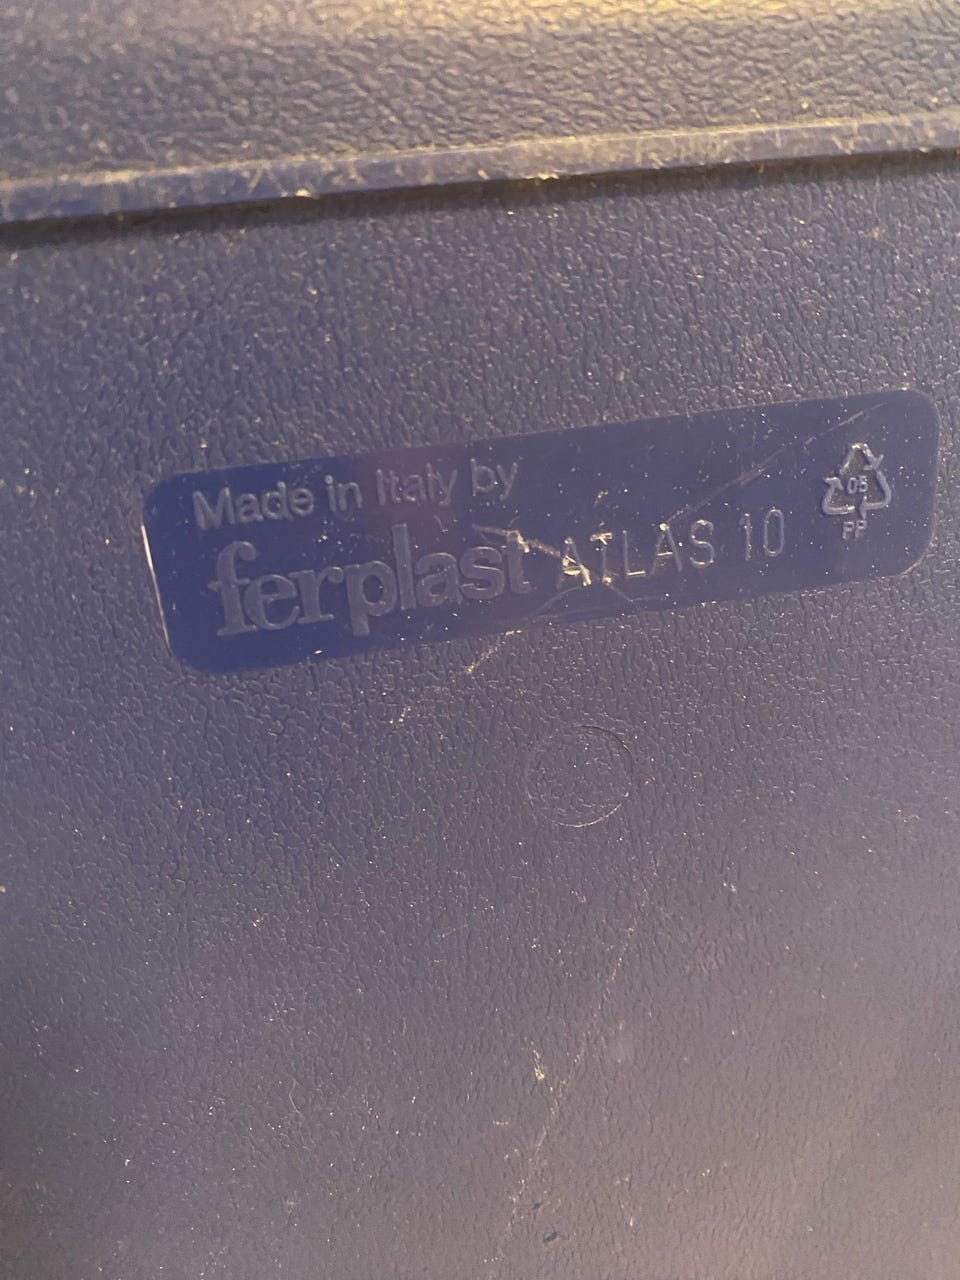 Made in Italy by
ferplast ATLAS 10
05
PP